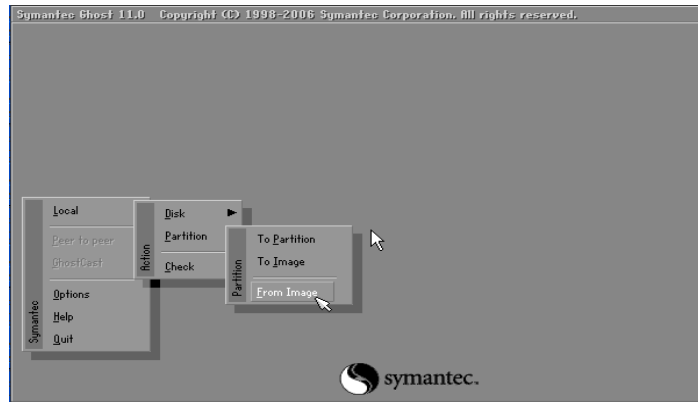 Symantec Ghost 11.0 Copyright (C) 1998-2006 Symantec Corporation. All rights reserved.
Local
Peer to peer
GhostCast
Options
Help
Quit
Symantec
Disk
Partition
Check
Action
To Partition
To Image
From Image
Partition
symantec.